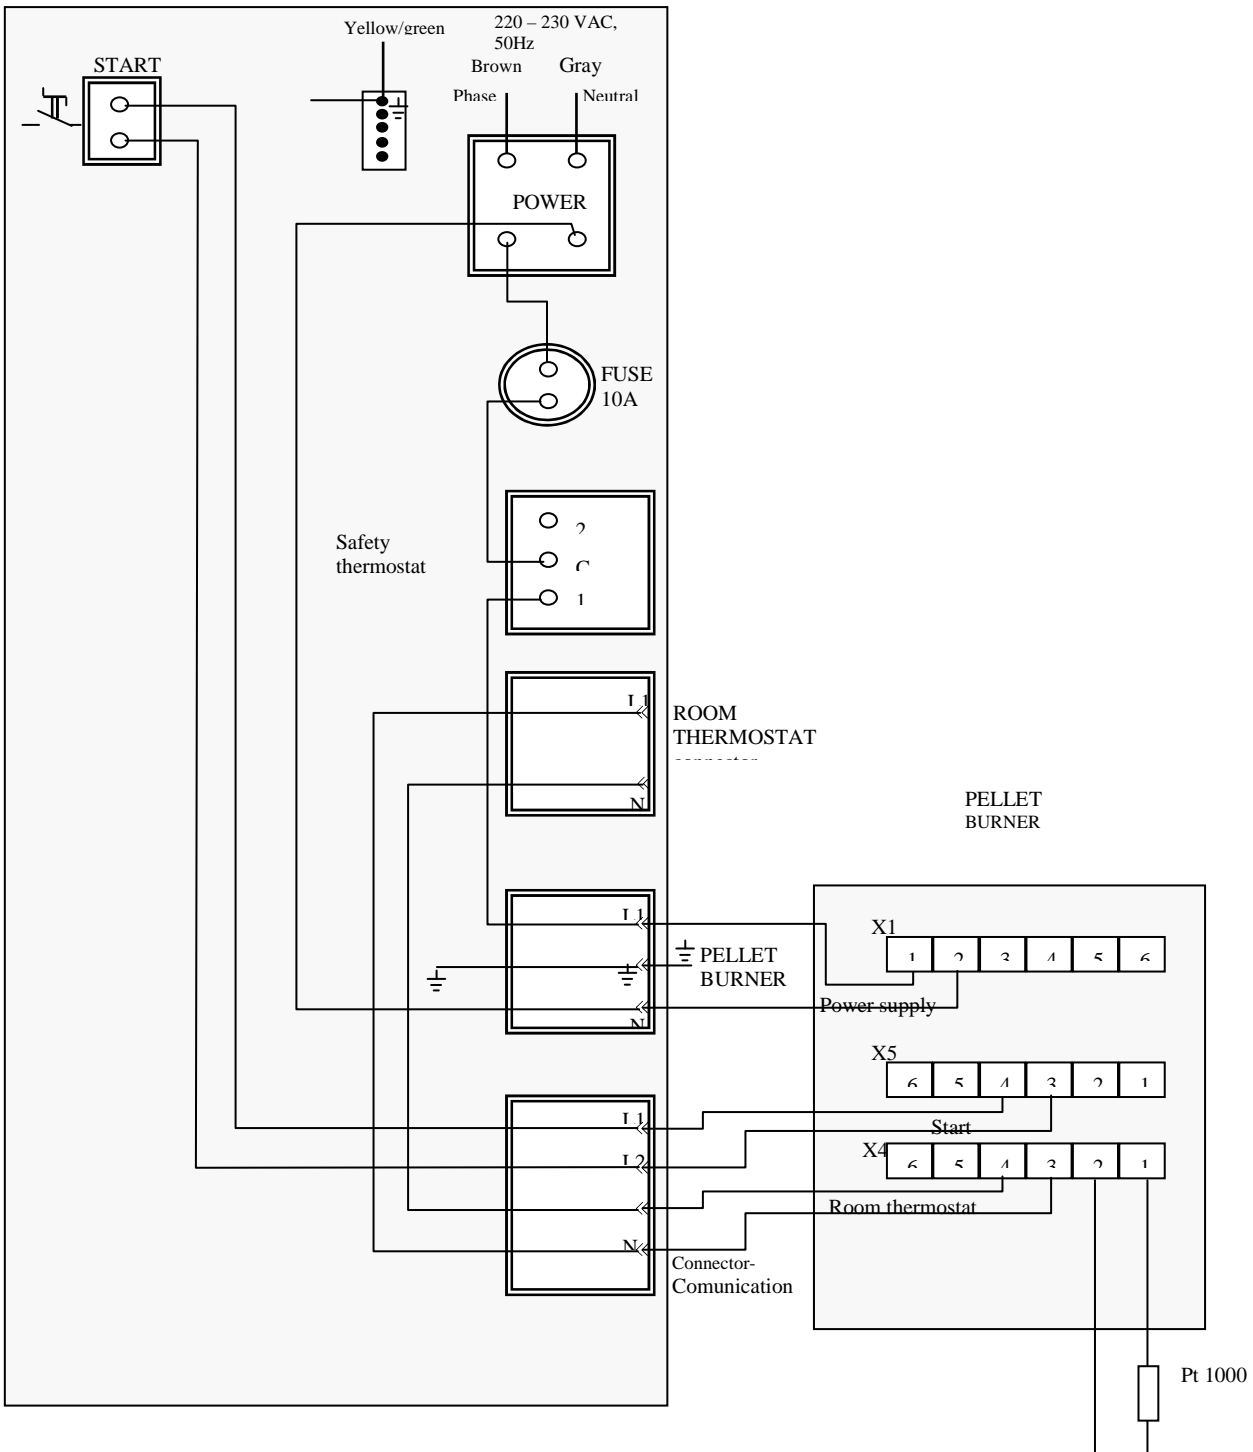 Yellow/green
220 – 230 VAC,
50Hz
Brown
Gray
Phase
Neutral
START
POWER
FUSE
10A
2
C
1
Safety
thermostat
L1
ROOM
THERMOSTAT
connector
N
PELLET
BURNER
L1
PELLET
BURNER
N
X1
1 2 3 4 5 6
Power supply
X5
6 5 4 3 2 1
L1
Start
L2
X4
6 5 4 3 2 1
Room thermostat
N
Connector-
Comunication
Pt 1000